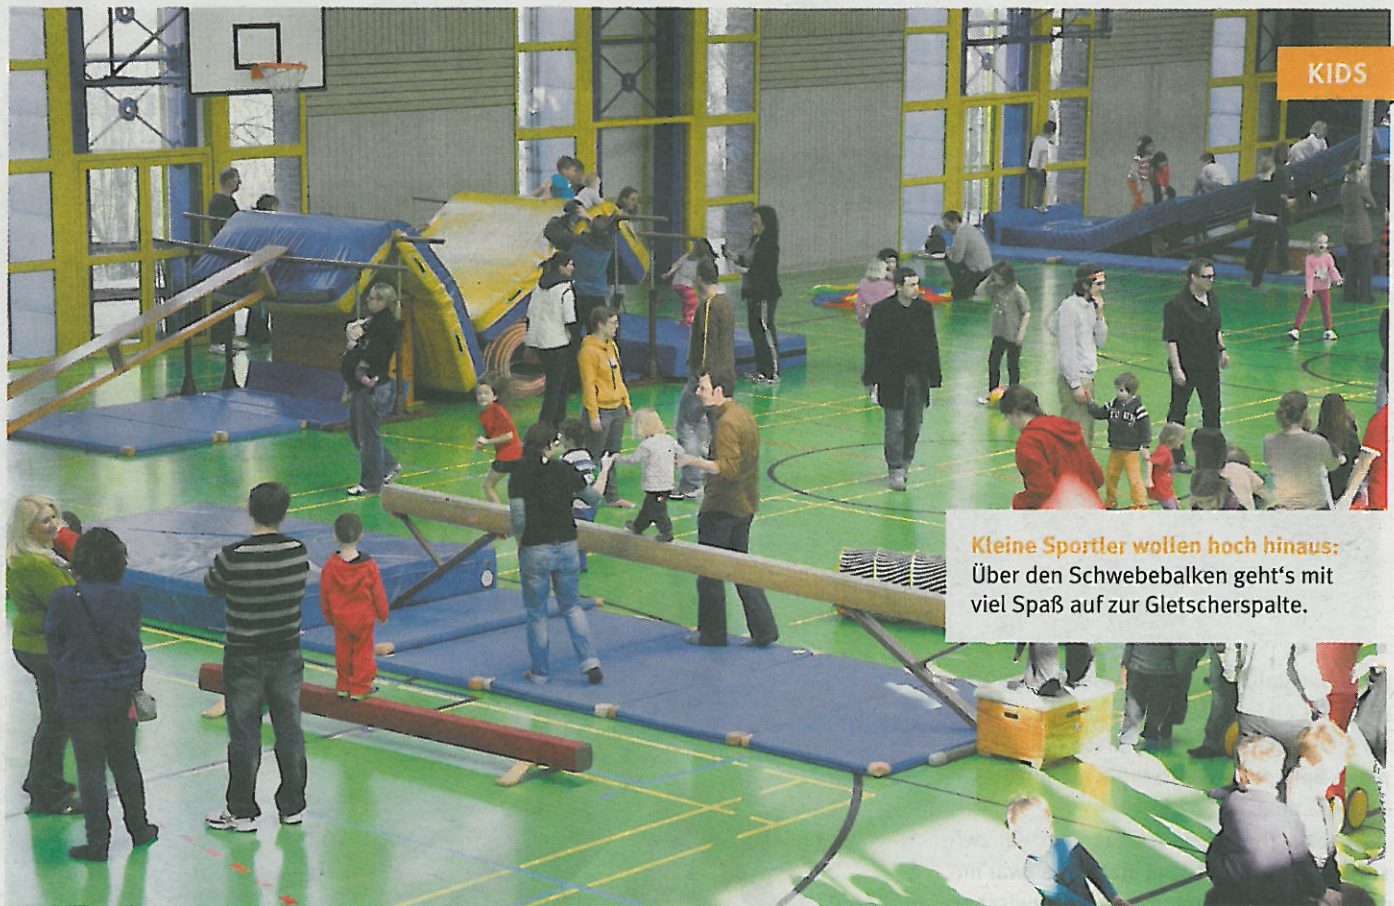 KIDS
Kleine Sportler wollen hoch hinaus:
Über den Schwebebalken geht‘s mit
viel Spaß auf zur Gletscherspalte.